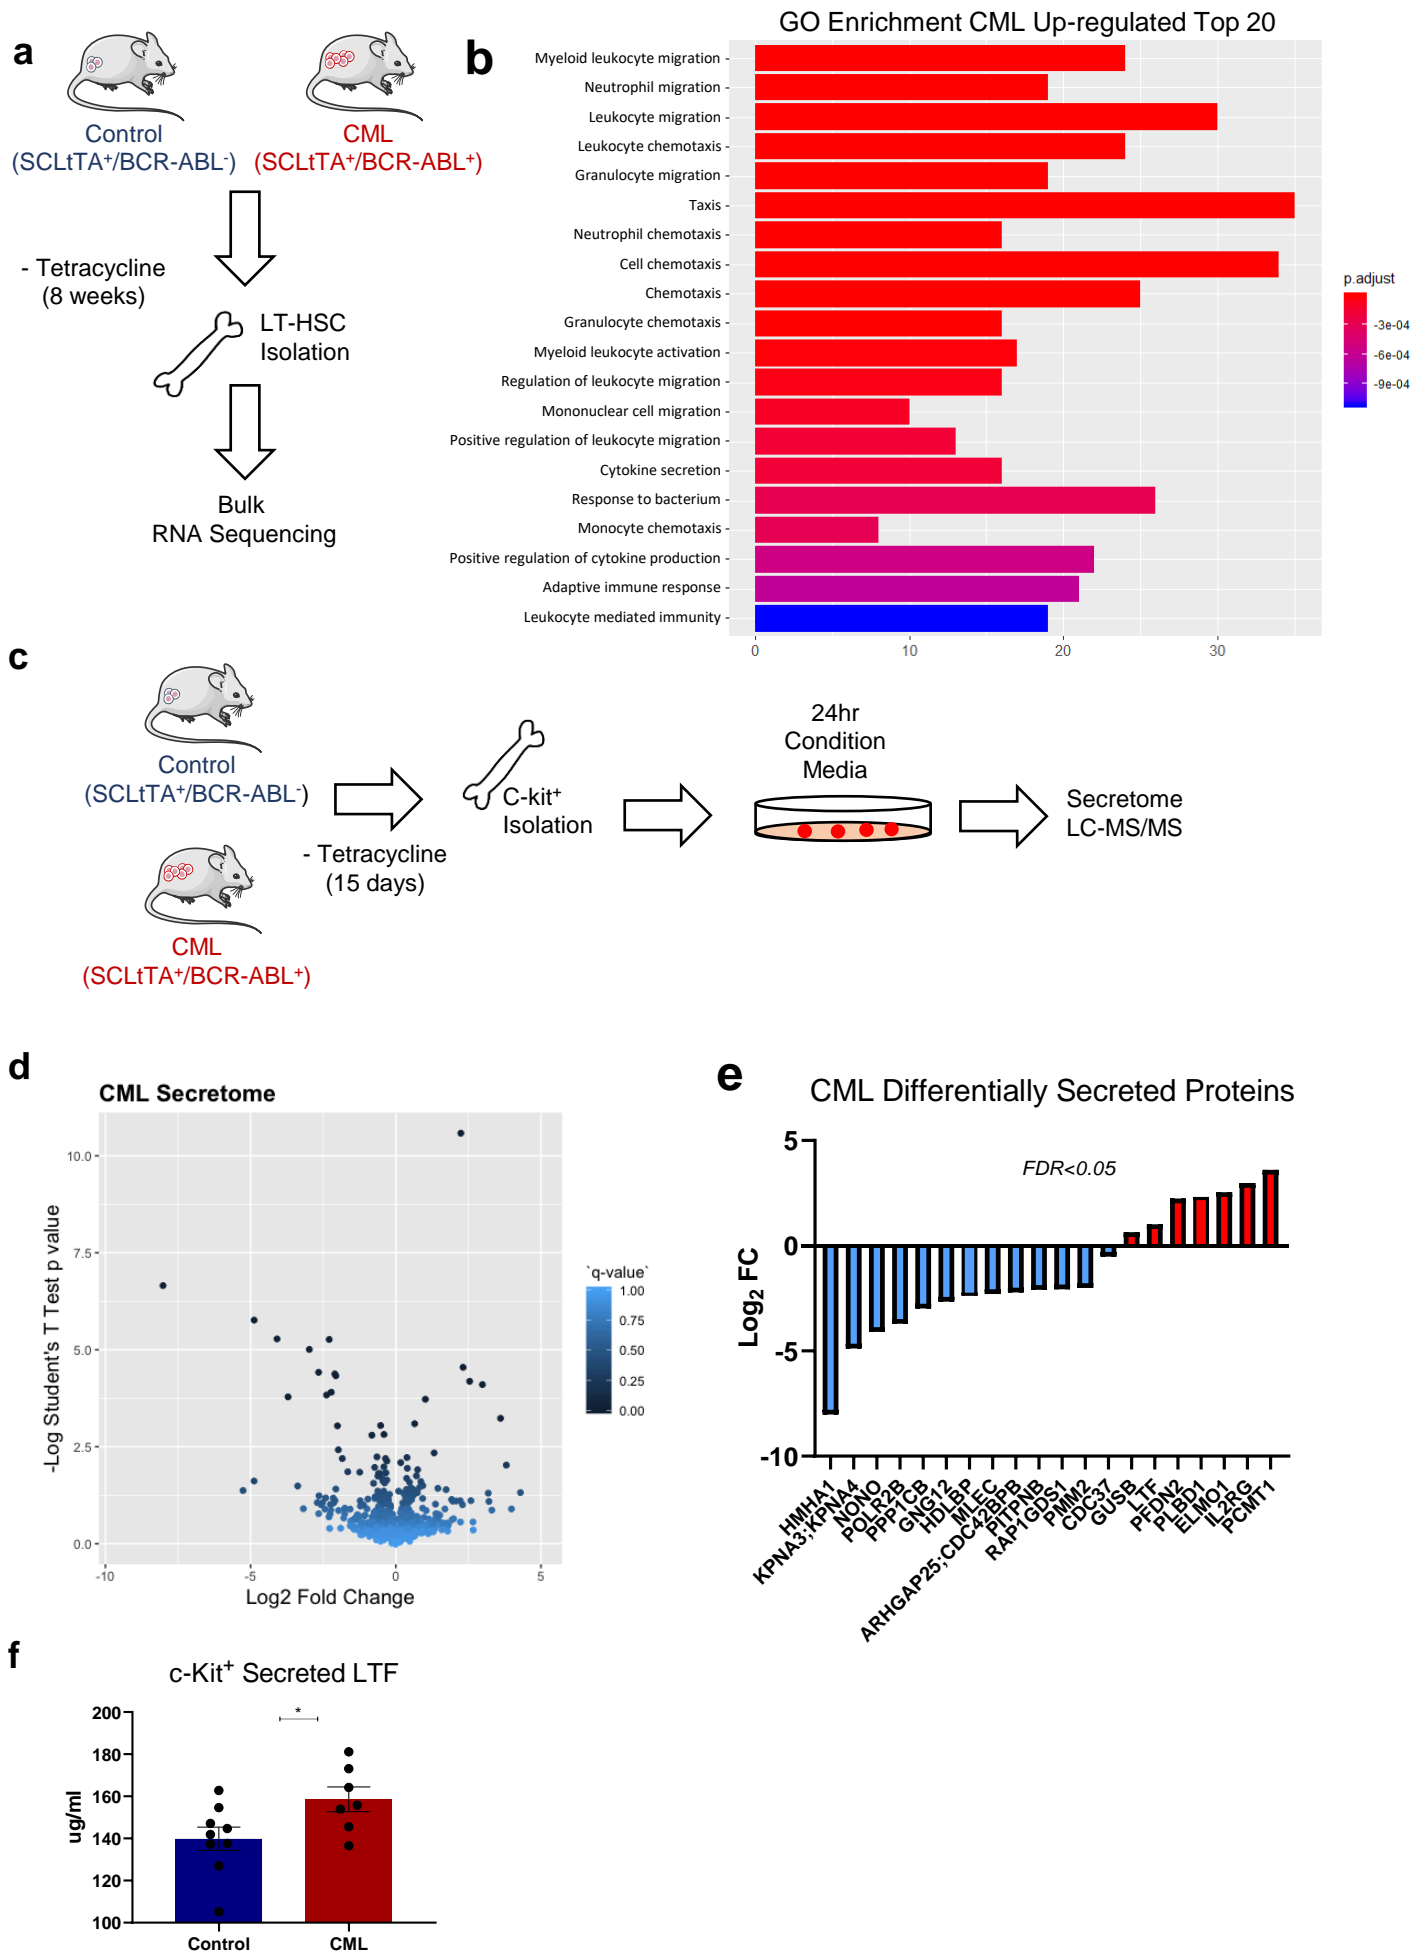 a
Control
(SCLtTA+/BCR-ABL-)
CML
(SCLtTA+/BCR-ABL+)
- Tetracycline
(8 weeks)
LT-HSC
Isolation
Bulk
RNA Sequencing
b
GO Enrichment CML Up-regulated Top 20
Myeloid leukocyte migration
Neutrophil migration
Leukocyte migration
Leukocyte chemotaxis
Granulocyte migration
Taxis
Neutrophil chemotaxis
Cell chemotaxis
Chemotaxis
Granulocyte chemotaxis
Myeloid leukocyte activation
Regulation of leukocyte migration
Mononuclear cell migration
Positive regulation of leukocyte migration
Cytokine secretion
Response to bacterium
Monocyte chemotaxis
Positive regulation of cytokine production
Adaptive immune response
Leukocyte mediated immunity
0 10 20 30
p.adjust
-3e-04
-6e-04
-9e-04
c
Control
(SCLtTA+/BCR-ABL-)
CML
(SCLtTA+/BCR-ABL+)
- Tetracycline
(15 days)
C-kit+
Isolation
24hr
Condition
Media
Secretome
LC-MS/MS
d
CML Secretome
-Log Student's T Test p value
10.0
7.5
5.0
2.5
0.0
-10 -5 0 5
Log2 Fold Change
`q-value`
1.00
0.75
0.50
0.25
0.00
e
CML Differentially Secreted Proteins
FDR<0.05
Log2 FC
5
0
-5
-10
HMHA1
KPNA3;KPNA4
NONO
POLR2B
PPP1CB
GNG12
HDLBP
MLEC
ARHGAP25;CDC42BPB
PITPNB
RAP1GDS1
PMM2
CDC37
GUSB
LTF
PFDN2
PLBD1
ELMO1
IL2RG
PCMT1
f
c-Kit+ Secreted LTF
*
ug/ml
200
180
160
140
120
100
Control CML